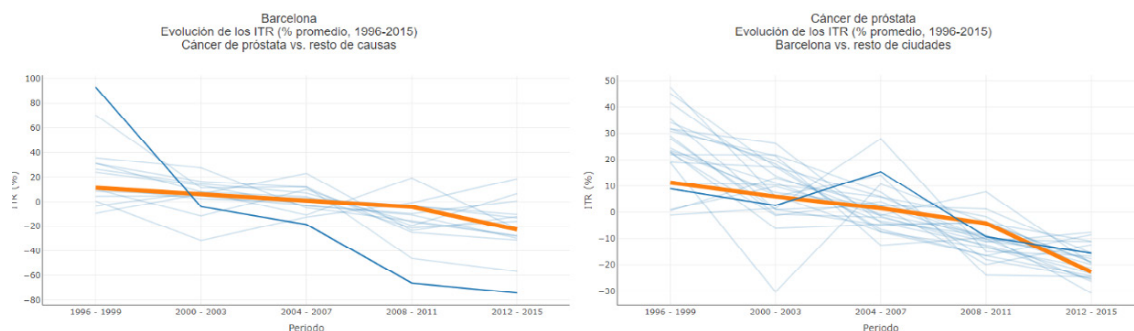 Barcelona
Evolución de los ITR (% promedio, 1996-2015)
Cáncer de próstata vs. resto de causas
100
80
60
40
20
0
−20
−40
−60
−80
ITR (%)
1996 - 1999
2000 - 2003
2004 - 2007
2008 - 2011
2012 - 2015
Periodo
Cáncer de próstata
Evolución de los ITR (% promedio, 1996-2015)
Barcelona vs. resto de ciudades
50
40
30
20
10
0
−10
−20
−30
ITR (%)
1996 - 1999
2000 - 2003
2004 - 2007
2008 - 2011
2012 - 2015
Periodo